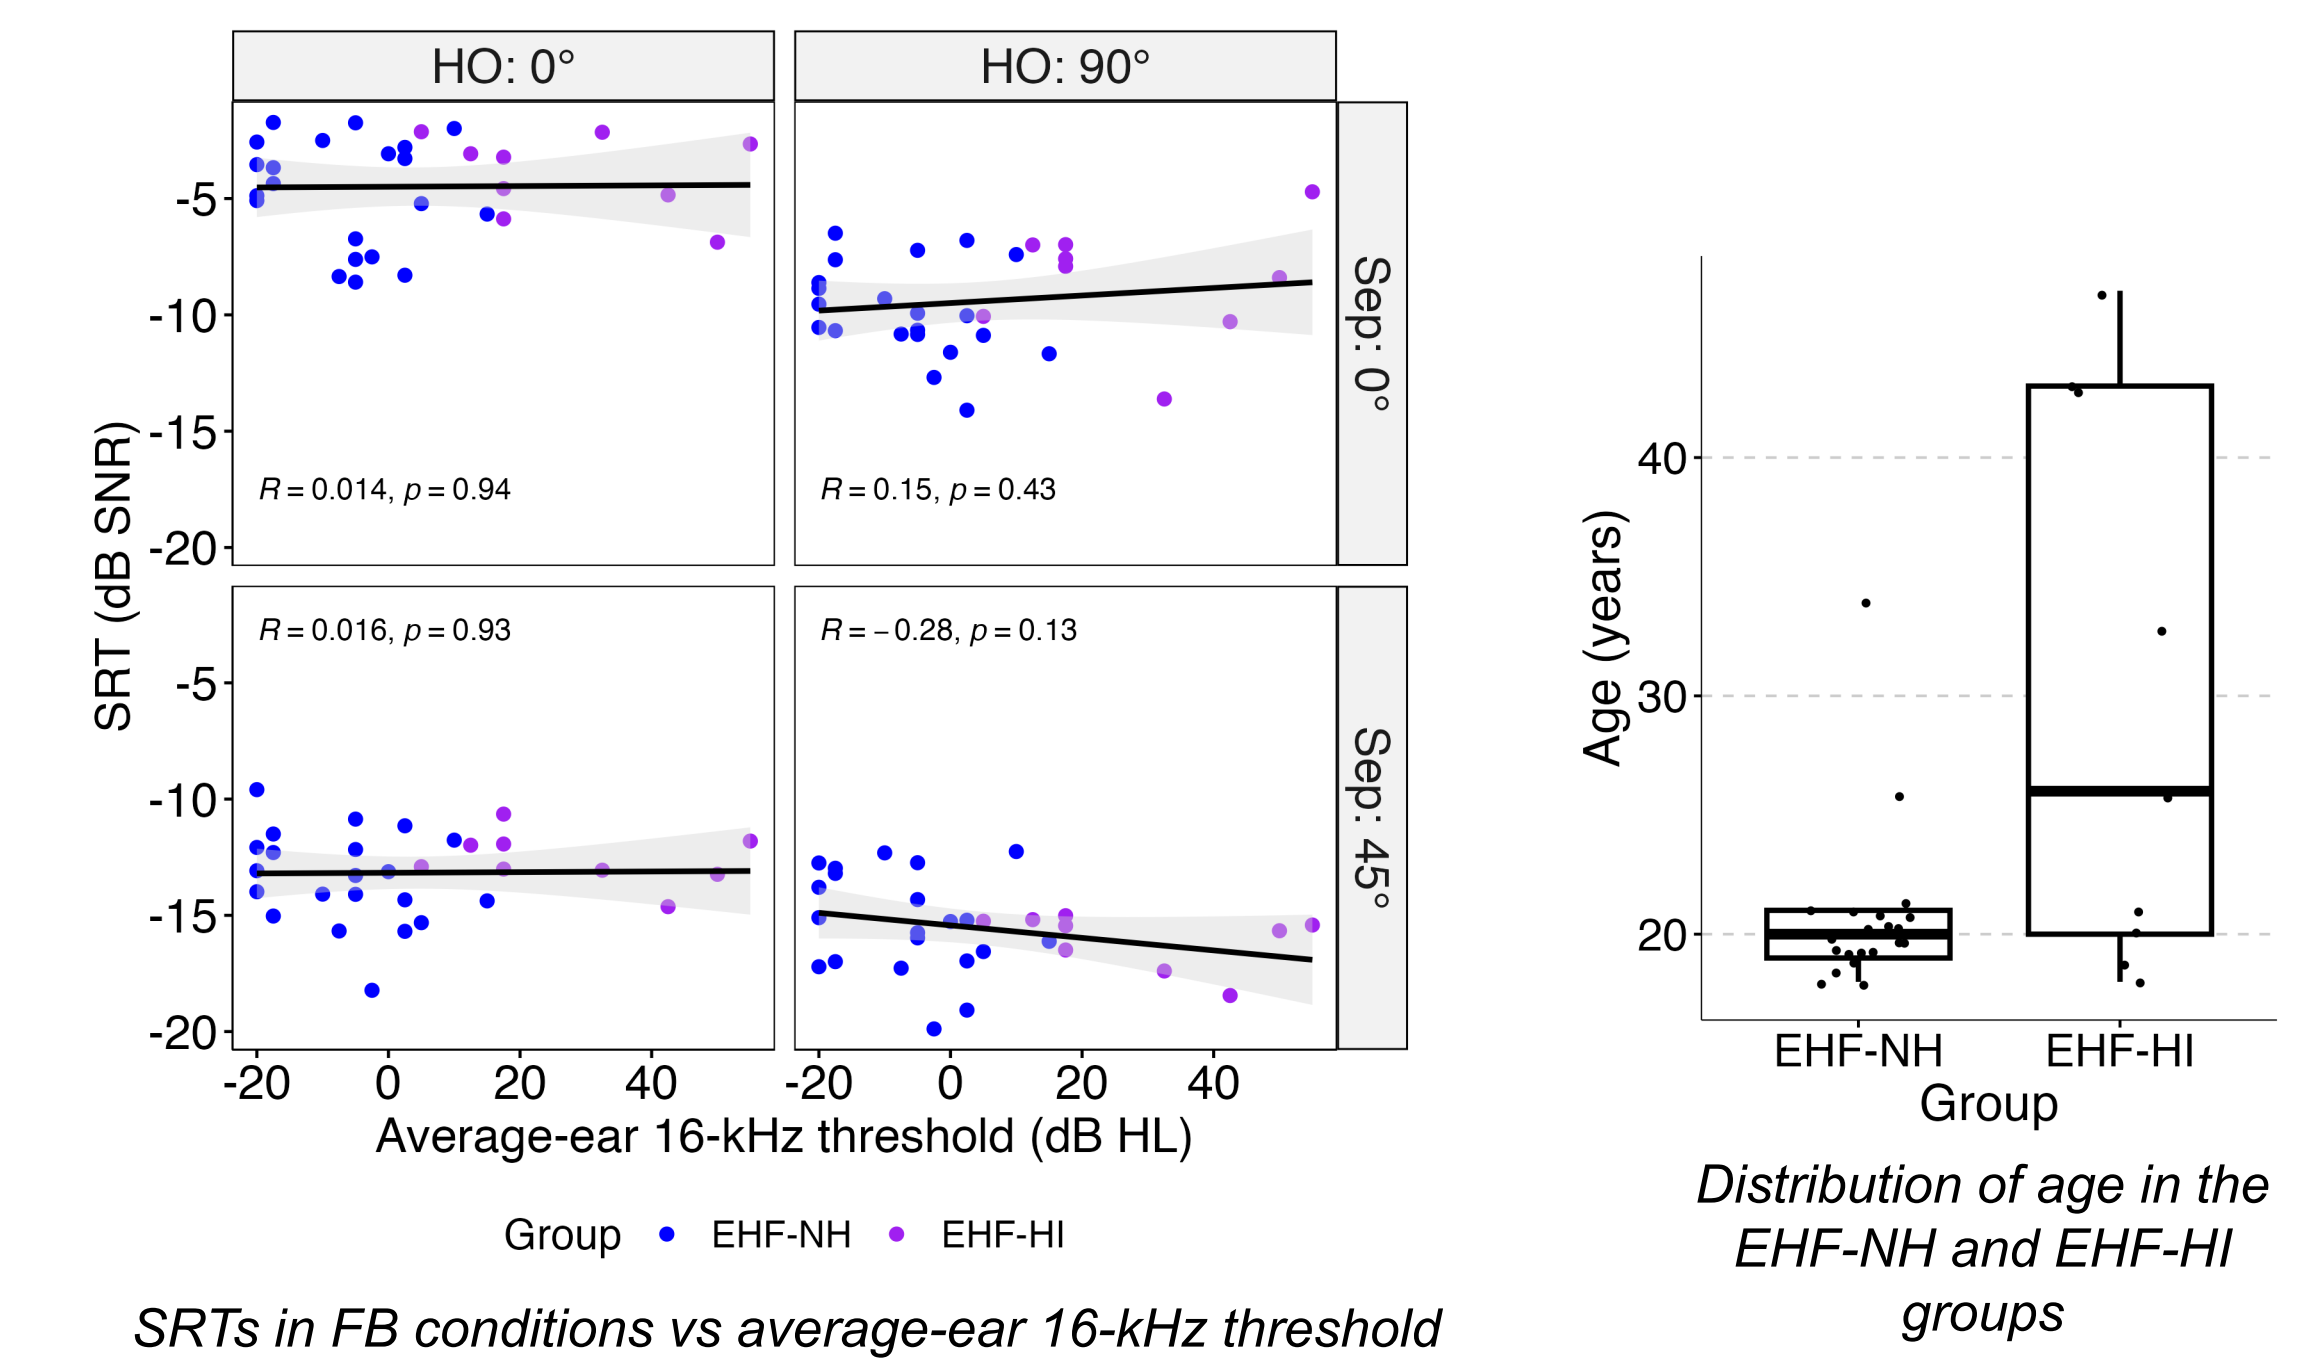 HO: 0°
HO: 90°
Sep: 0°
Sep: 45°
SRT (dB SNR)
-5
-10
-15
-20
R = 0.014, p = 0.94
R = 0.15, p = 0.43
R = 0.016, p = 0.93
R = −0.28, p = 0.13
-5
-10
-15
-20
-20 0 20 40
-20 0 20 40
Average-ear 16-kHz threshold (dB HL)
Group EHF-NH EHF-HI
SRTs in FB conditions vs average-ear 16-kHz threshold
Age (years)
40
30
20
EHF-NH EHF-HI
Group
Distribution of age in the
EHF-NH and EHF-HI
groups